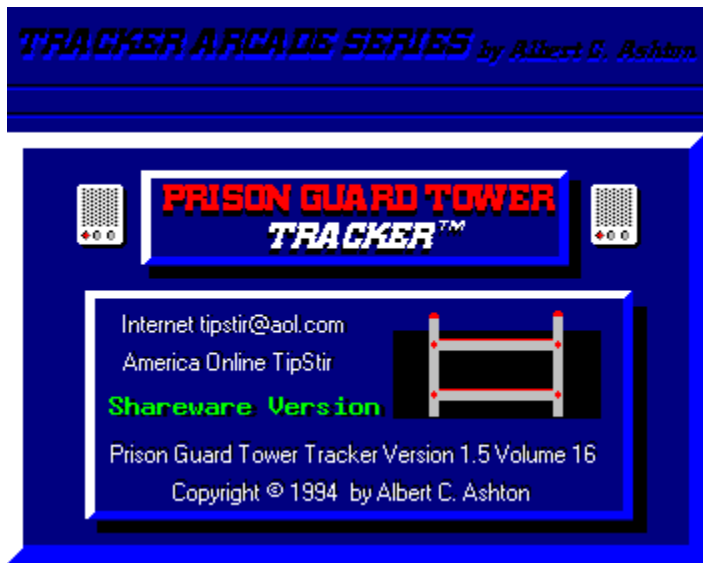 TRACKER ARCADE SERIES by Albert C. Ashton
PRISON GUARD TOWER
TRACKER™
Internet tipstir@aol.com
America Online TipStir
Shareware Version
Prison Guard Tower Tracker Version 1.5 Volume 16
Copyright © 1994 by Albert C. Ashton